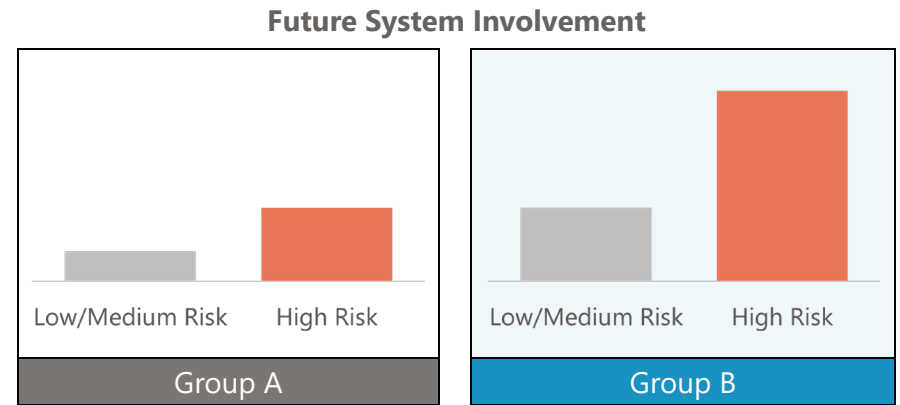 Future System Involvement
Low/Medium Risk
High Risk
Group A
Low/Medium Risk
High Risk
Group B